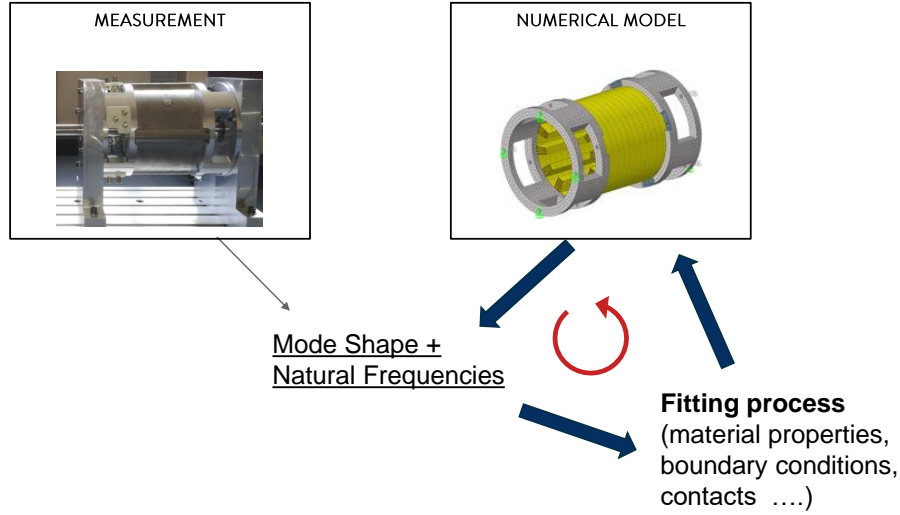 MEASUREMENT
NUMERICAL MODEL
Mode Shape +
Natural Frequencies
Fitting process
(material properties,
boundary conditions,
contacts ….)